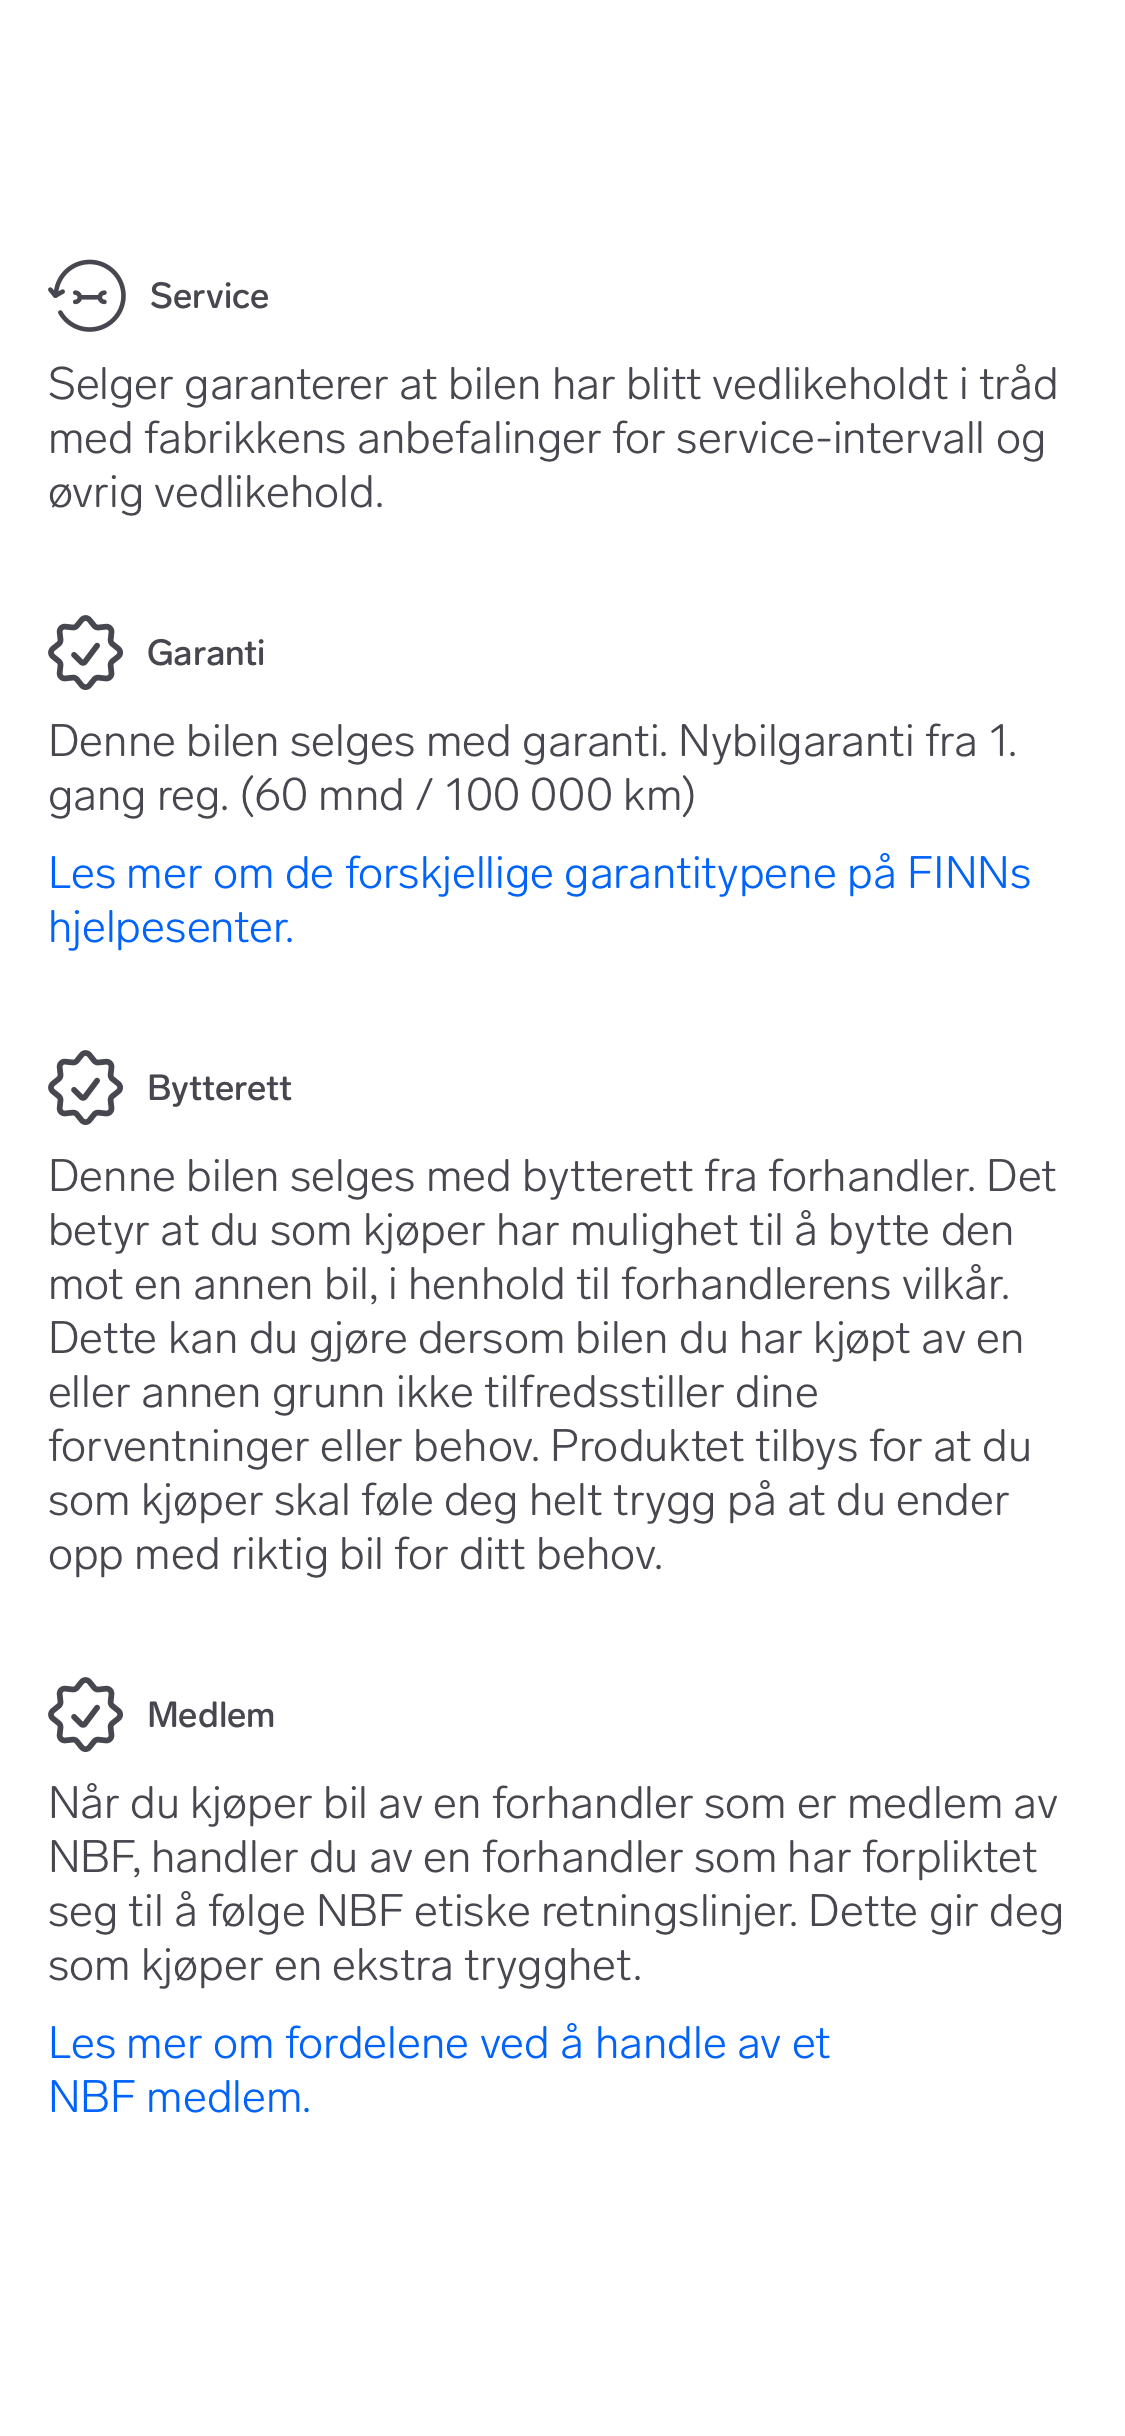 Service
Selger garanterer at bilen har blitt vedlikeholdt i tråd
med fabrikkens anbefalinger for service-intervall og
øvrig vedlikehold.
Garanti
Denne bilen selges med garanti. Nybilgaranti fra 1.
gang reg. (60 mnd / 100 000 km)
Les mer om de forskjellige garantitypene på FINNs
hjelpesenter.
Bytterett
Denne bilen selges med bytterett fra forhandler. Det
betyr at du som kjøper har mulighet til å bytte den
mot en annen bil, i henhold til forhandlerens vilkår.
Dette kan du gjøre dersom bilen du har kjøpt av en
eller annen grunn ikke tilfredsstiller dine
forventninger eller behov. Produktet tilbys for at du
som kjøper skal føle deg helt trygg på at du ender
opp med riktig bil for ditt behov.
Medlem
Når du kjøper bil av en forhandler som er medlem av
NBF, handler du av en forhandler som har forpliktet
seg til å følge NBF etiske retningslinjer. Dette gir deg
som kjøper en ekstra trygghet.
Les mer om fordelene ved å handle av et
NBF medlem.